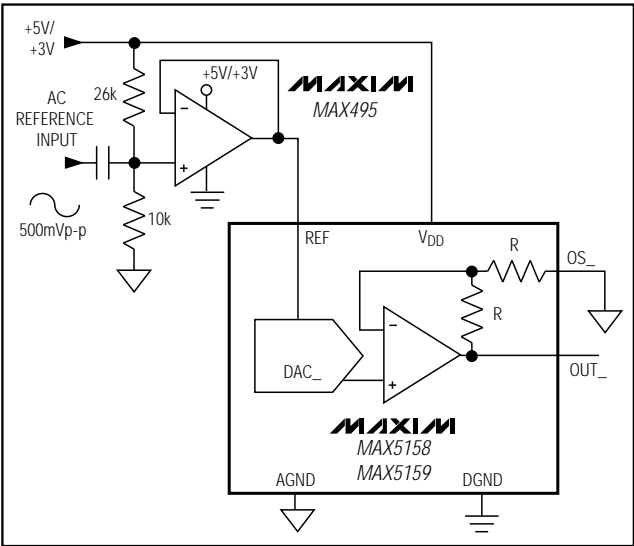 +5V/
+3V
+5V/+3V
MAXIM
MAX495
26k
AC
REFERENCE
INPUT
+
−
10k
500mVp-p
REF
VDD
R
OS_
R
−
+
DAC_
OUT_
MAXIM
MAX5158
MAX5159
AGND
DGND